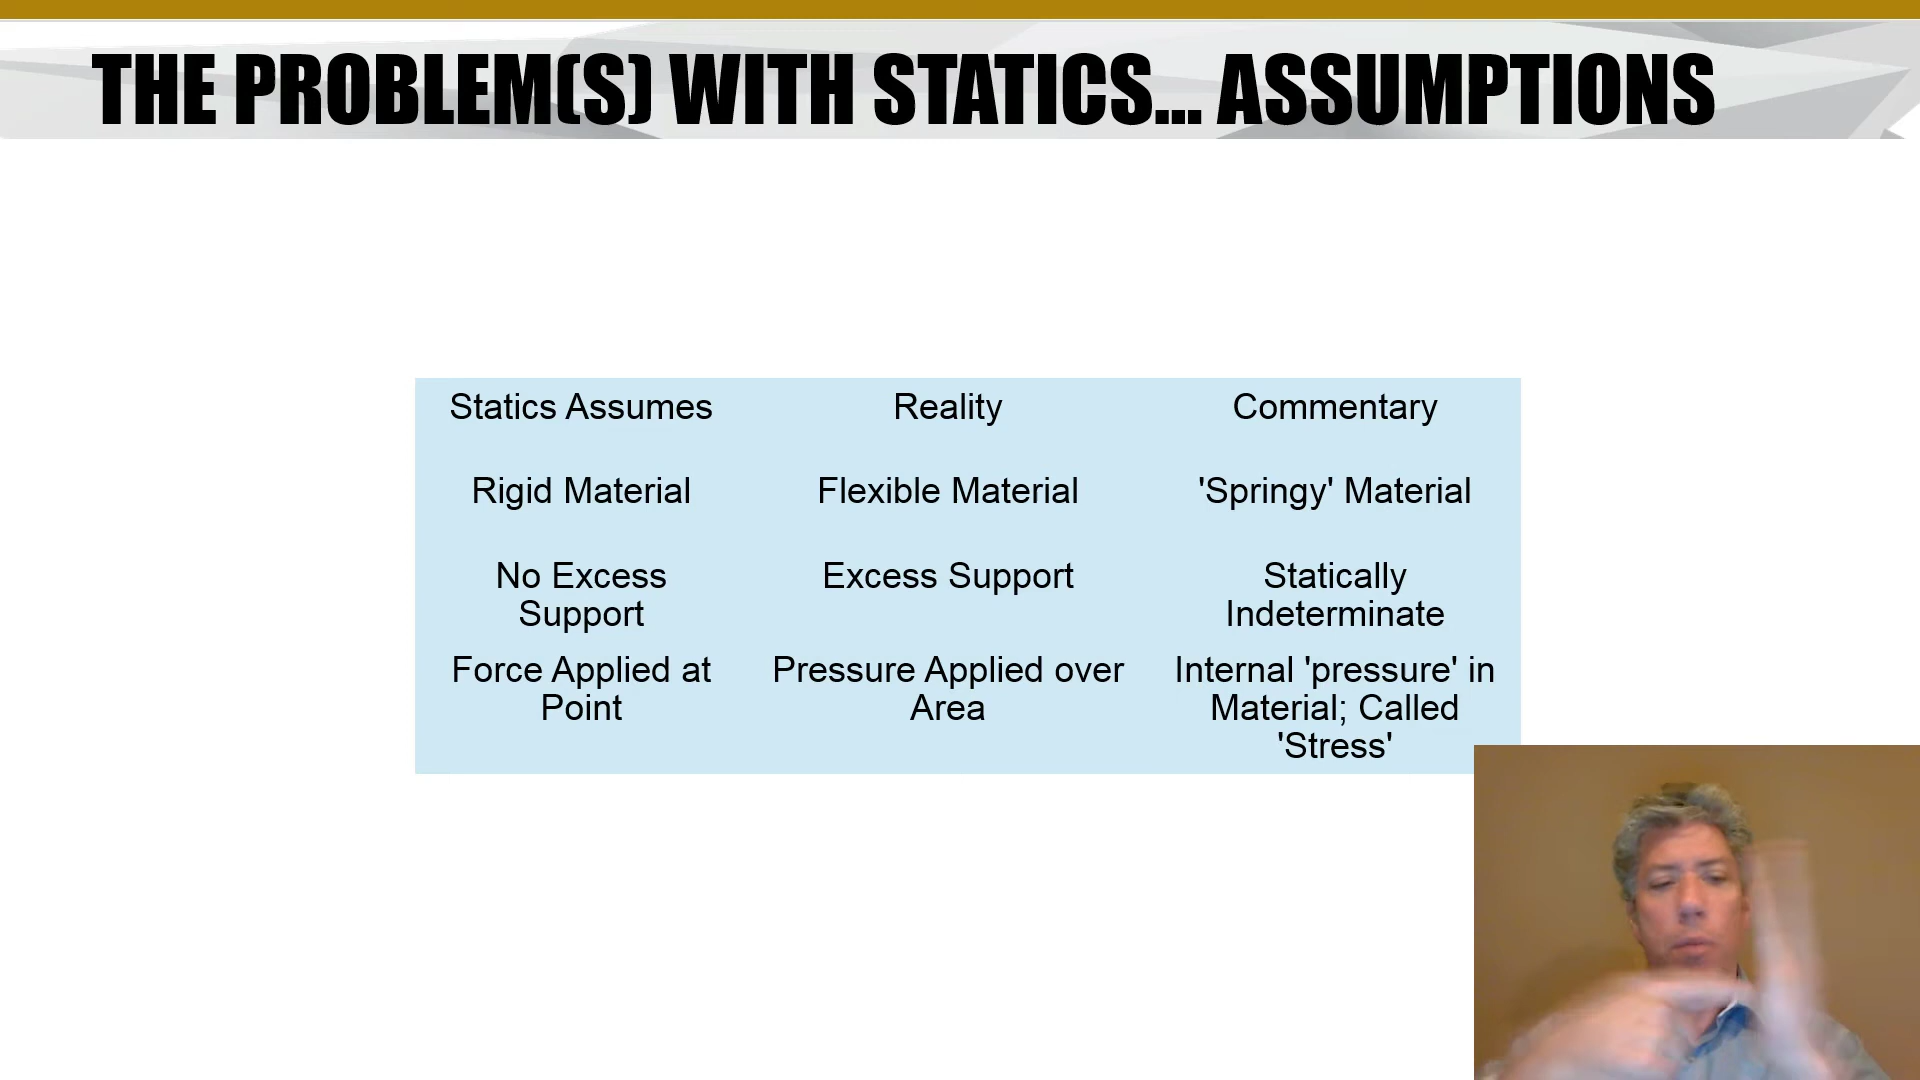 THE PROBLEM(S) WITH STATICS... ASSUMPTIONS
Statics Assumes Reality Commentary
Rigid Material Flexible Material 'Springy' Material
No Excess Support Excess Support Statically Indeterminate
Force Applied at Point Pressure Applied over Area Internal 'pressure' in Material; Called 'Stress'